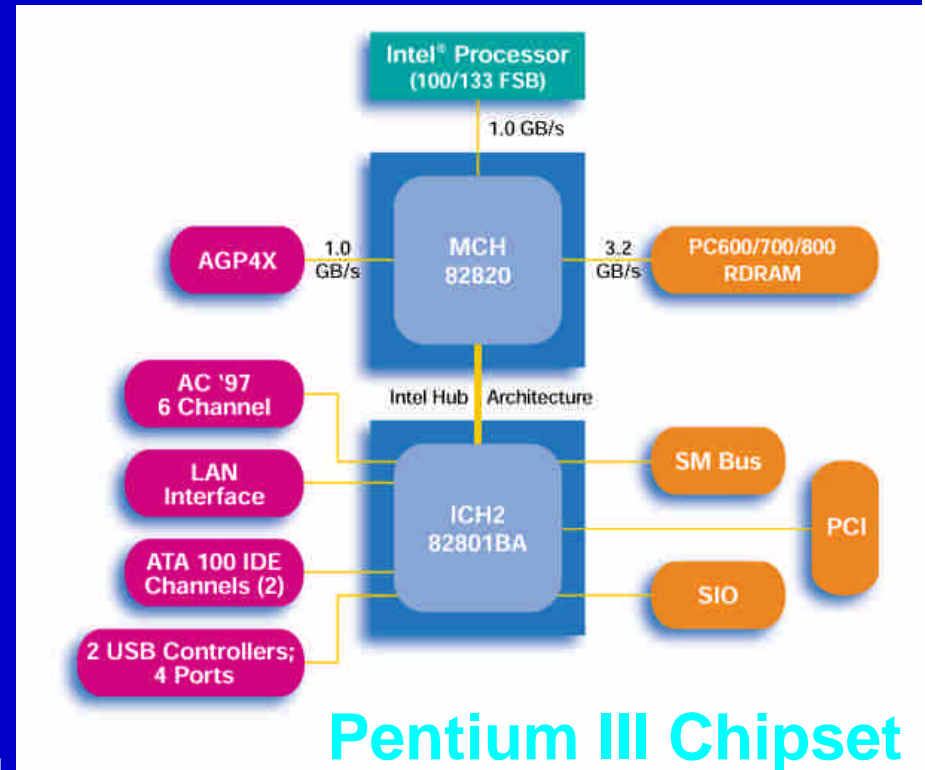 Intel® Processor
(100/133 FSB)
1.0 GB/s
MCH
82820
AGP4X
1.0
GB/s
3.2
GB/s
PC600/700/800
RDRAM
Intel Hub Architecture
AC '97
6 Channel
LAN
Interface
ATA 100 IDE
Channels (2)
2 USB Controllers;
4 Ports
ICH2
82801BA
SM Bus
PCI
SIO
Pentium III Chipset